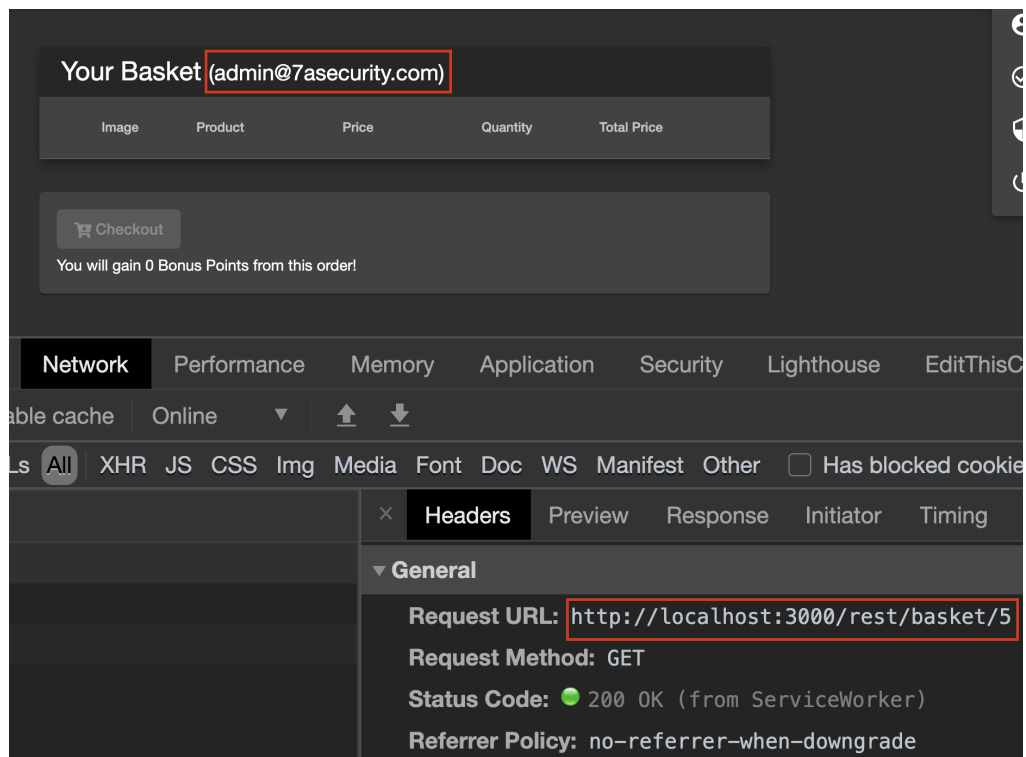 Your Basket (admin@7asecurity.com)
Image Product Price Quantity Total Price
Checkout
You will gain 0 Bonus Points from this order!
Network Performance Memory Application Security Lighthouse EditThisC
able cache Online
Ls All XHR JS CSS Img Media Font Doc WS Manifest Other Has blocked cookie
× Headers Preview Response Initiator Timing
General
Request URL: http://localhost:3000/rest/basket/5
Request Method: GET
Status Code: 200 OK (from ServiceWorker)
Referrer Policy: no-referrer-when-downgrade